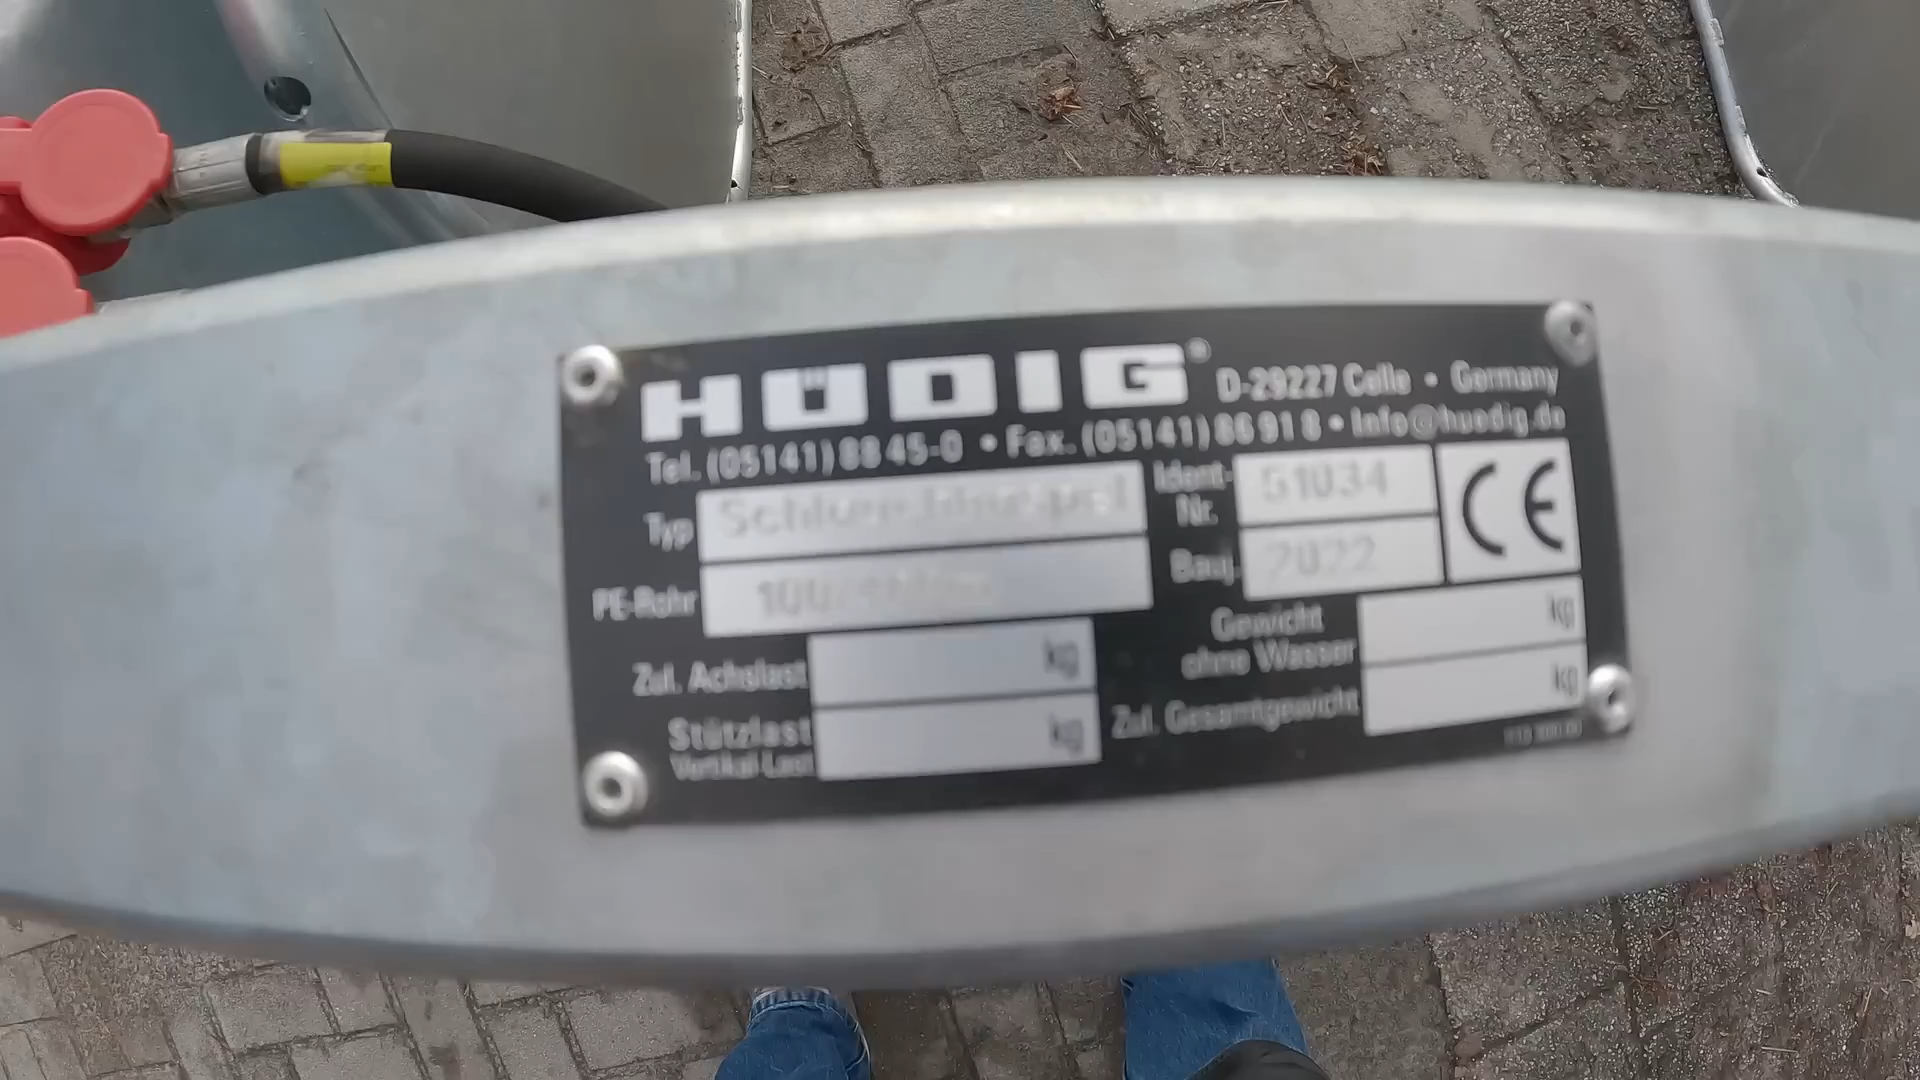 HÜDIG® D-29227 Celle • Germany
Tel. (05141) 88 45-0 • Fax. (05141) 86 91 8 • Info@huedig.de
Typ
Ident-Nr. 51034
CE
PE-Rohr
Bauj. 2022
Zul. Achslast kg
Gewicht ohne Wasser kg
Stützlast kg
Vertikal-Last
Zul. Gesamtgewicht kg